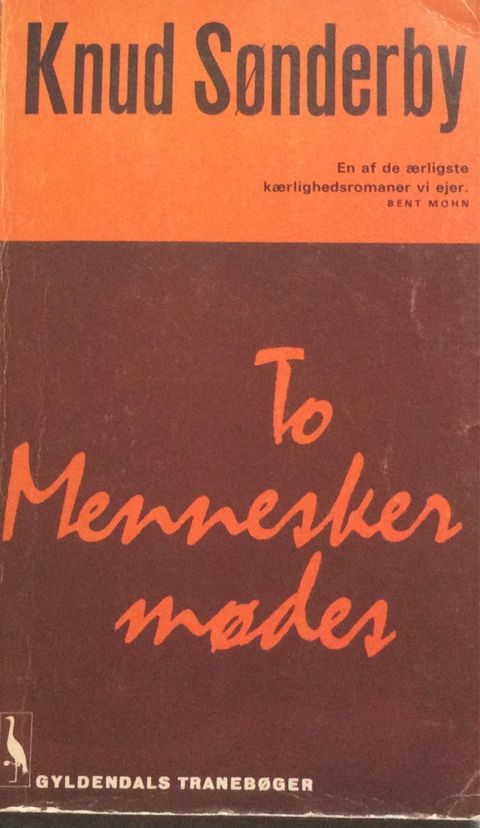 Knud Sønderby
En af de ærligste
kærlighedsromaner vi ejer.
BENT MOHN
To
Mennesker
mødes
GYLDENDALS TRANEBØGER